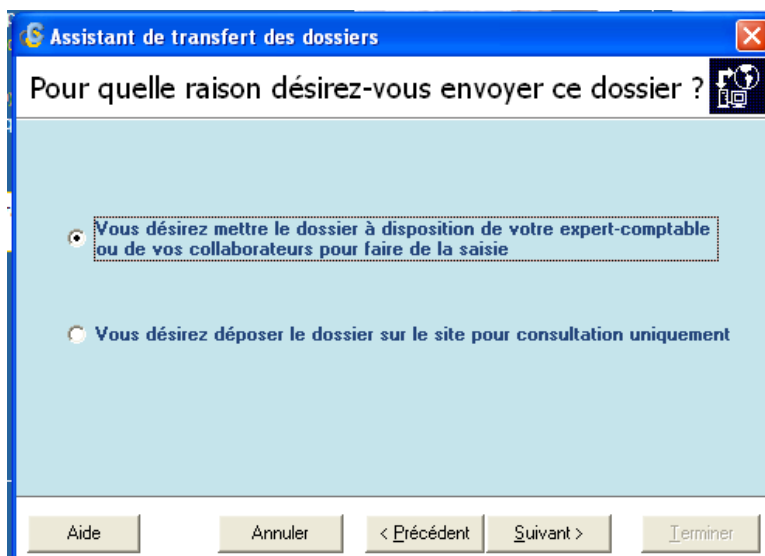 Assistant de transfert des dossiers
Pour quelle raison désirez-vous envoyer ce dossier ?
Vous désirez mettre le dossier à disposition de votre expert-comptable
ou de vos collaborateurs pour faire de la saisie
Vous désirez déposer le dossier sur le site pour consultation uniquement
Aide
Annuler
< Précédent
Suivant >
Terminer